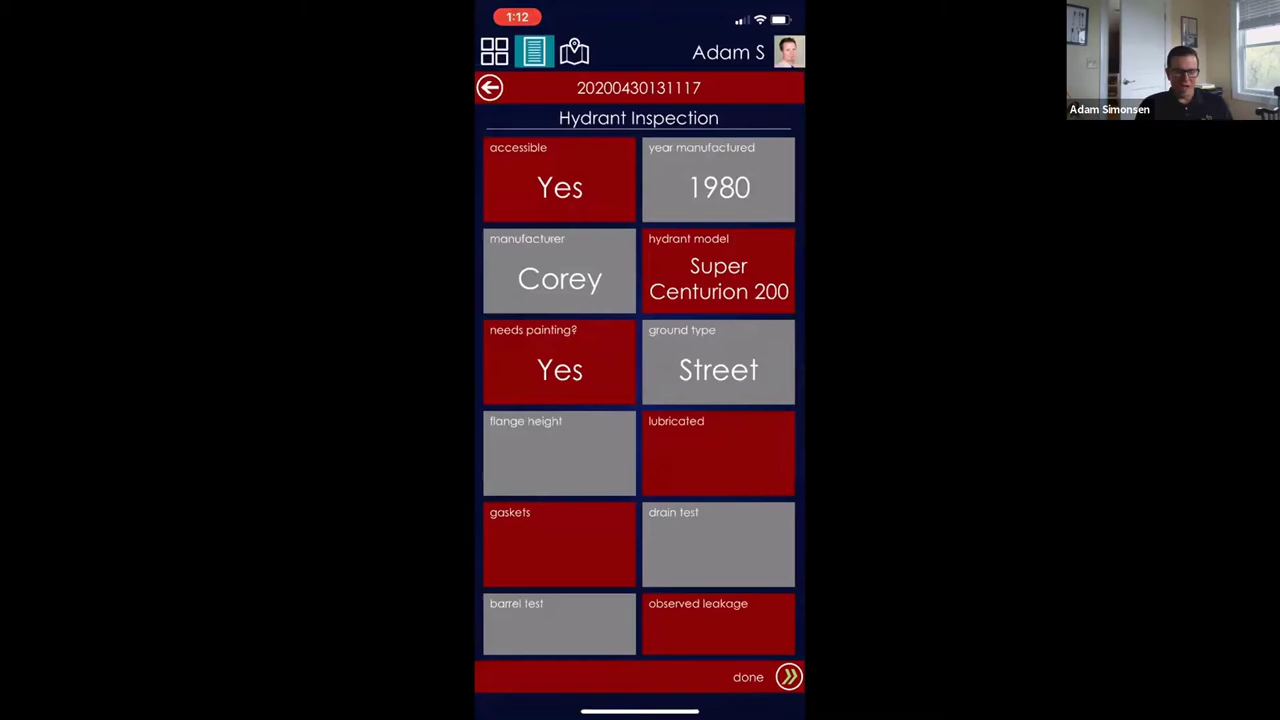 1:12
Adam S
20200430131117
Hydrant Inspection
accessible
Yes
year manufactured
1980
manufacturer
Corey
hydrant model
Super
Centurion 200
needs painting?
Yes
ground type
Street
flange height
lubricated
gaskets
drain test
barrel test
observed leakage
done
Adam Simonsen